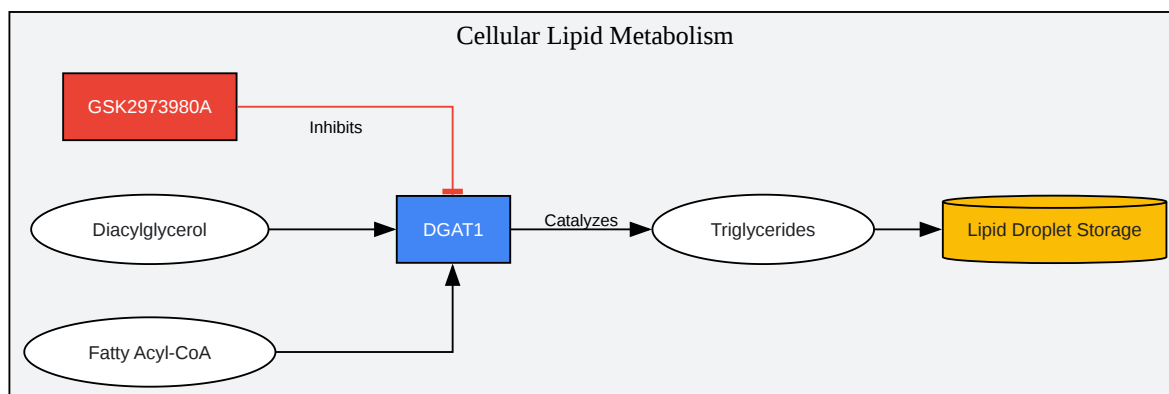 Cellular Lipid Metabolism
GSK2973980A
Inhibits
Diacylglycerol
DGAT1
Catalyzes
Triglycerides
Lipid Droplet Storage
Fatty Acyl-CoA